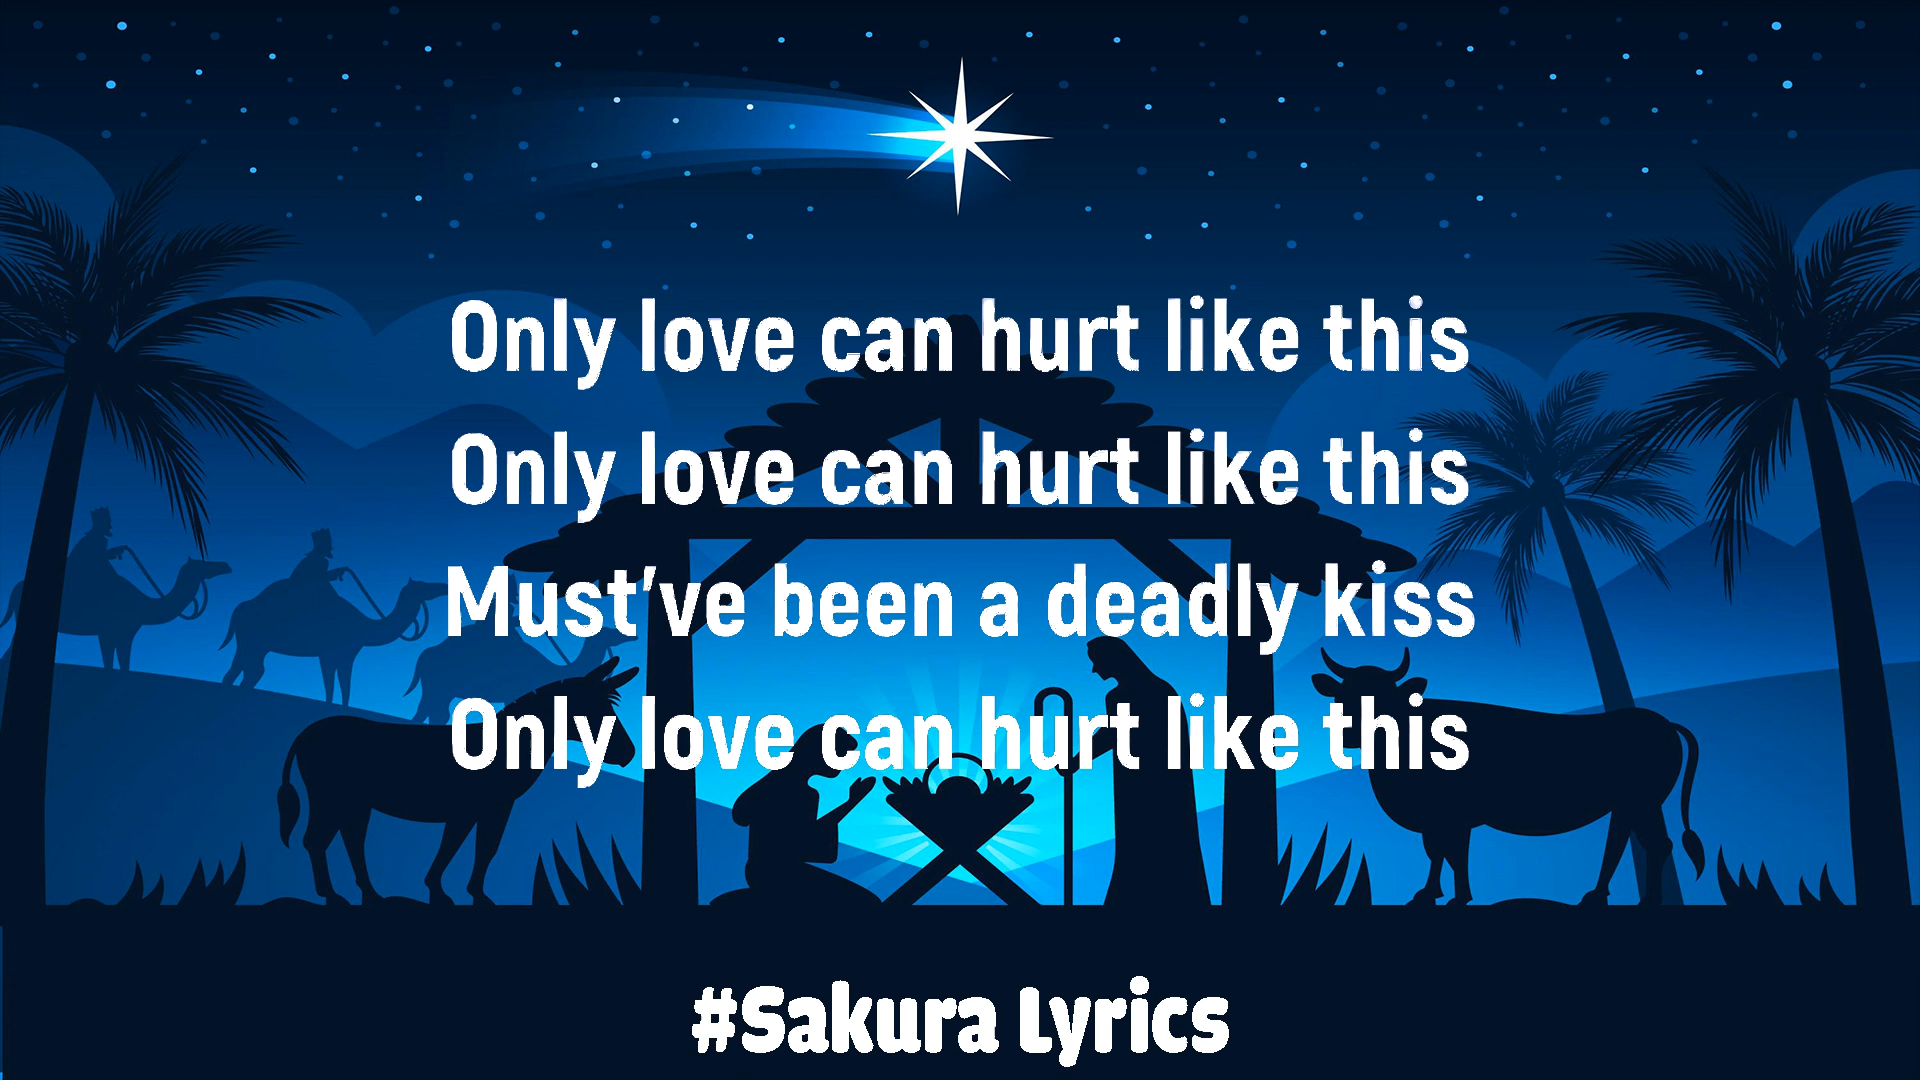 Only love can hurt like this
Only love can hurt like this
Must've been a deadly kiss
Only love can hurt like this
#Sakura Lyrics